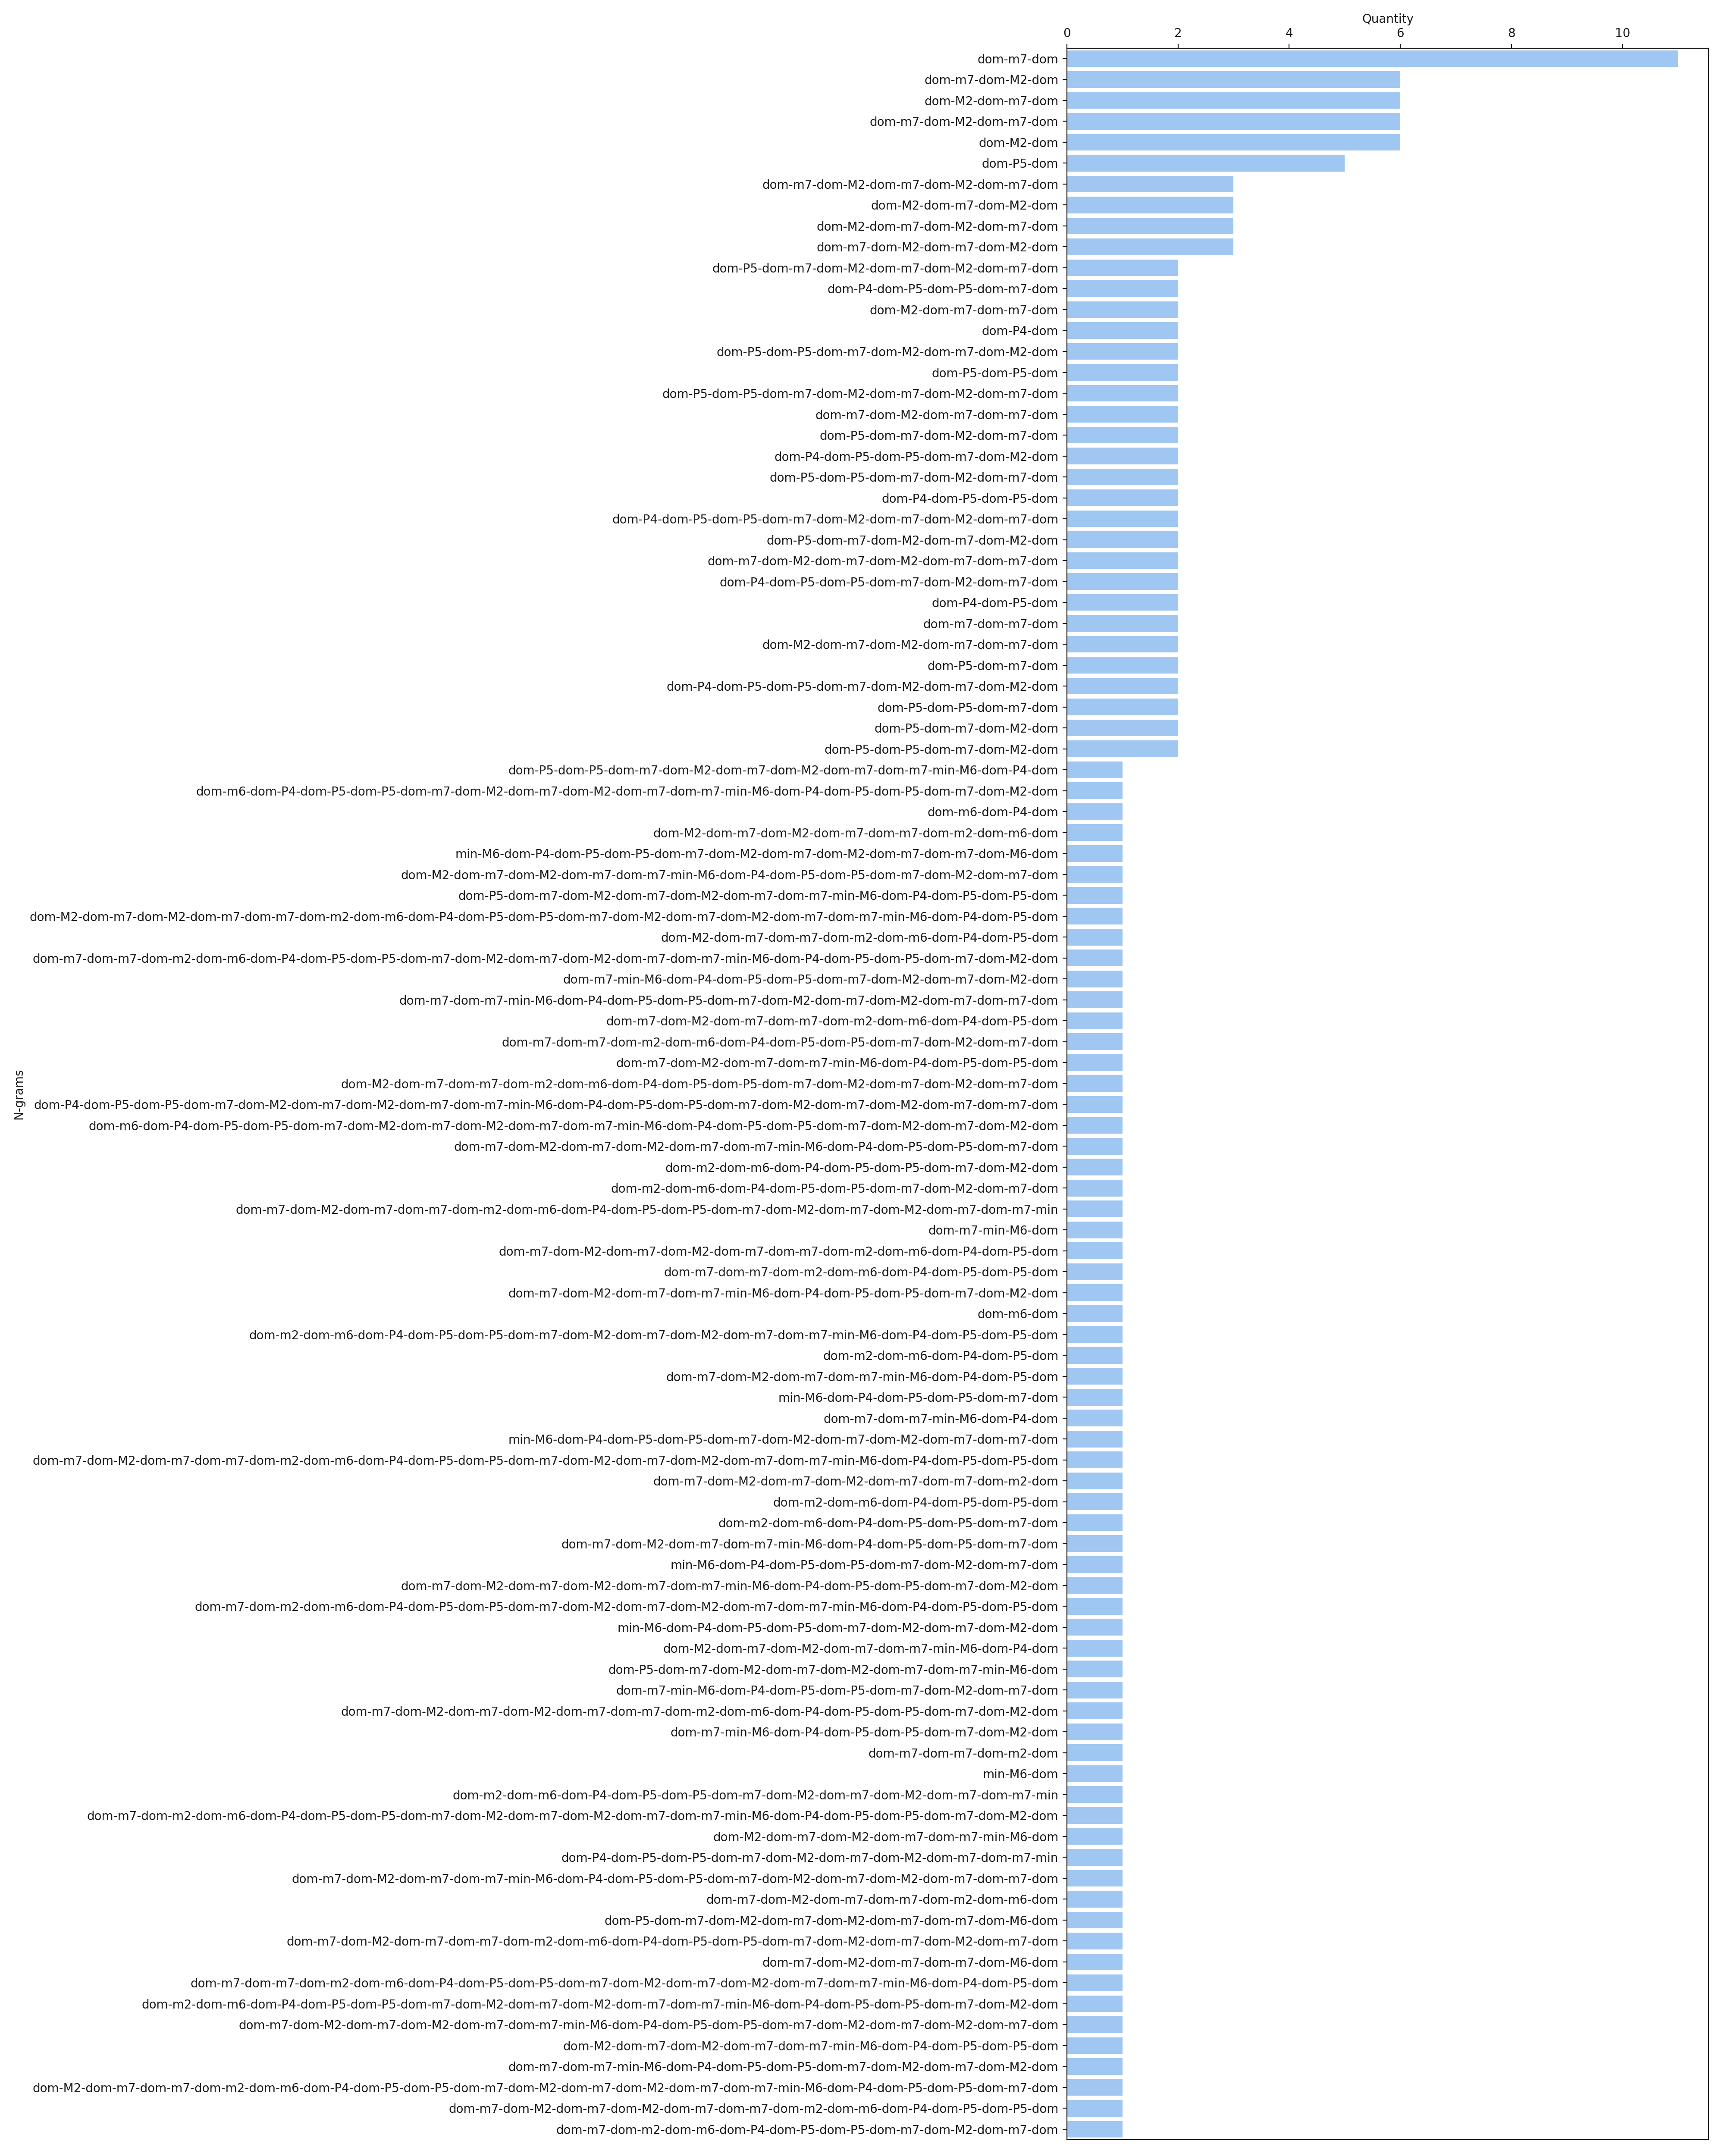 Quantity
0 2 4 6 8 10
dom-m7-dom
dom-m7-dom-M2-dom
dom-M2-dom-m7-dom
dom-m7-dom-M2-dom-m7-dom
dom-M2-dom
dom-P5-dom
dom-m7-dom-M2-dom-m7-dom-M2-dom-m7-dom
dom-M2-dom-m7-dom-M2-dom
dom-M2-dom-m7-dom-M2-dom-m7-dom
dom-m7-dom-M2-dom-m7-dom-M2-dom
dom-P5-dom-m7-dom-M2-dom-m7-dom-M2-dom-m7-dom
dom-P4-dom-P5-dom-P5-dom-m7-dom
dom-M2-dom-m7-dom-m7-dom
dom-P4-dom
dom-P5-dom-P5-dom-m7-dom-M2-dom-m7-dom-M2-dom
dom-P5-dom-P5-dom
dom-P5-dom-P5-dom-m7-dom-M2-dom-m7-dom-M2-dom-m7-dom
dom-m7-dom-M2-dom-m7-dom-m7-dom
dom-P5-dom-m7-dom-M2-dom-m7-dom
dom-P4-dom-P5-dom-P5-dom-m7-dom-M2-dom
dom-P5-dom-P5-dom-m7-dom-M2-dom-m7-dom
dom-P4-dom-P5-dom-P5-dom
dom-P4-dom-P5-dom-P5-dom-m7-dom-M2-dom-m7-dom-M2-dom-m7-dom
dom-P5-dom-m7-dom-M2-dom-m7-dom-M2-dom
dom-m7-dom-M2-dom-m7-dom-M2-dom-m7-dom-m7-dom
dom-P4-dom-P5-dom-P5-dom-m7-dom-M2-dom-m7-dom
dom-P4-dom-P5-dom
dom-m7-dom-m7-dom
dom-M2-dom-m7-dom-M2-dom-m7-dom-m7-dom
dom-P5-dom-m7-dom
dom-P4-dom-P5-dom-P5-dom-m7-dom-M2-dom-m7-dom-M2-dom
dom-P5-dom-P5-dom-m7-dom
dom-P5-dom-m7-dom-M2-dom
dom-P5-dom-P5-dom-m7-dom-M2-dom
dom-P5-dom-P5-dom-m7-dom-M2-dom-m7-dom-M2-dom-m7-dom-m7-min-M6-dom-P4-dom
dom-m6-dom-P4-dom-P5-dom-P5-dom-m7-dom-M2-dom-m7-dom-M2-dom-m7-dom-m7-min-M6-dom-P4-dom-P5-dom-P5-dom-m7-dom-M2-dom
dom-m6-dom-P4-dom
dom-M2-dom-m7-dom-M2-dom-m7-dom-m7-dom-m2-dom-m6-dom
min-M6-dom-P4-dom-P5-dom-P5-dom-m7-dom-M2-dom-m7-dom-M2-dom-m7-dom-m7-dom-M6-dom
dom-M2-dom-m7-dom-M2-dom-m7-dom-m7-min-M6-dom-P4-dom-P5-dom-P5-dom-m7-dom-M2-dom-m7-dom
dom-P5-dom-m7-dom-M2-dom-m7-dom-M2-dom-m7-dom-m7-min-M6-dom-P4-dom-P5-dom-P5-dom
dom-M2-dom-m7-dom-M2-dom-m7-dom-m7-dom-m2-dom-m6-dom-P4-dom-P5-dom-P5-dom-m7-dom-M2-dom-m7-dom-M2-dom-m7-dom-m7-min-M6-dom-P4-dom-P5-dom
dom-M2-dom-m7-dom-m7-dom-m2-dom-m6-dom-P4-dom-P5-dom
dom-m7-dom-m7-dom-m2-dom-m6-dom-P4-dom-P5-dom-P5-dom-m7-dom-M2-dom-m7-dom-M2-dom-m7-dom-m7-min-M6-dom-P4-dom-P5-dom-P5-dom-m7-dom-M2-dom
dom-m7-min-M6-dom-P4-dom-P5-dom-P5-dom-m7-dom-M2-dom-m7-dom-M2-dom
dom-m7-dom-m7-min-M6-dom-P4-dom-P5-dom-P5-dom-m7-dom-M2-dom-m7-dom-M2-dom-m7-dom-m7-dom
dom-m7-dom-M2-dom-m7-dom-m7-dom-m2-dom-m6-dom-P4-dom-P5-dom
dom-m7-dom-m7-dom-m2-dom-m6-dom-P4-dom-P5-dom-P5-dom-m7-dom-M2-dom-m7-dom
dom-m7-dom-M2-dom-m7-dom-m7-min-M6-dom-P4-dom-P5-dom-P5-dom
dom-M2-dom-m7-dom-m7-dom-m2-dom-m6-dom-P4-dom-P5-dom-P5-dom-m7-dom-M2-dom-m7-dom-M2-dom-m7-dom
N-grams
dom-P4-dom-P5-dom-P5-dom-m7-dom-M2-dom-m7-dom-M2-dom-m7-dom-m7-min-M6-dom-P4-dom-P5-dom-P5-dom-m7-dom-M2-dom-m7-dom-M2-dom-m7-dom-m7-dom
dom-m6-dom-P4-dom-P5-dom-P5-dom-m7-dom-M2-dom-m7-dom-M2-dom-m7-dom-m7-min-M6-dom-P4-dom-P5-dom-P5-dom-m7-dom-M2-dom-m7-dom-M2-dom
dom-m7-dom-M2-dom-m7-dom-M2-dom-m7-dom-m7-min-M6-dom-P4-dom-P5-dom-P5-dom-m7-dom
dom-m2-dom-m6-dom-P4-dom-P5-dom-P5-dom-m7-dom-M2-dom
dom-m2-dom-m6-dom-P4-dom-P5-dom-P5-dom-m7-dom-M2-dom-m7-dom
dom-m7-dom-M2-dom-m7-dom-m7-dom-m2-dom-m6-dom-P4-dom-P5-dom-P5-dom-m7-dom-M2-dom-m7-dom-M2-dom-m7-dom-m7-min
dom-m7-min-M6-dom
dom-m7-dom-M2-dom-m7-dom-M2-dom-m7-dom-m7-dom-m2-dom-m6-dom-P4-dom-P5-dom
dom-m7-dom-m7-dom-m2-dom-m6-dom-P4-dom-P5-dom-P5-dom
dom-m7-dom-M2-dom-m7-dom-m7-min-M6-dom-P4-dom-P5-dom-P5-dom-m7-dom-M2-dom
dom-m6-dom
dom-m2-dom-m6-dom-P4-dom-P5-dom-P5-dom-m7-dom-M2-dom-m7-dom-M2-dom-m7-dom-m7-min-M6-dom-P4-dom-P5-dom-P5-dom
dom-m2-dom-m6-dom-P4-dom-P5-dom
dom-m7-dom-M2-dom-m7-dom-m7-min-M6-dom-P4-dom-P5-dom
min-M6-dom-P4-dom-P5-dom-P5-dom-m7-dom
dom-m7-dom-m7-min-M6-dom-P4-dom
min-M6-dom-P4-dom-P5-dom-P5-dom-m7-dom-M2-dom-m7-dom-M2-dom-m7-dom-m7-dom
dom-m7-dom-M2-dom-m7-dom-m7-dom-m2-dom-m6-dom-P4-dom-P5-dom-P5-dom-m7-dom-M2-dom-m7-dom-M2-dom-m7-dom-m7-min-M6-dom-P4-dom-P5-dom-P5-dom
dom-m7-dom-M2-dom-m7-dom-M2-dom-m7-dom-m7-dom-m2-dom
dom-m2-dom-m6-dom-P4-dom-P5-dom-P5-dom
dom-m2-dom-m6-dom-P4-dom-P5-dom-P5-dom-m7-dom
dom-m7-dom-M2-dom-m7-dom-m7-min-M6-dom-P4-dom-P5-dom-P5-dom-m7-dom
min-M6-dom-P4-dom-P5-dom-P5-dom-m7-dom-M2-dom-m7-dom
dom-m7-dom-M2-dom-m7-dom-M2-dom-m7-dom-m7-min-M6-dom-P4-dom-P5-dom-P5-dom-m7-dom-M2-dom
dom-m7-dom-m2-dom-m6-dom-P4-dom-P5-dom-P5-dom-m7-dom-M2-dom-m7-dom-M2-dom-m7-dom-m7-min-M6-dom-P4-dom-P5-dom-P5-dom
min-M6-dom-P4-dom-P5-dom-P5-dom-m7-dom-M2-dom-m7-dom-M2-dom
dom-M2-dom-m7-dom-M2-dom-m7-dom-m7-min-M6-dom-P4-dom
dom-P5-dom-m7-dom-M2-dom-m7-dom-M2-dom-m7-dom-m7-min-M6-dom
dom-m7-min-M6-dom-P4-dom-P5-dom-P5-dom-m7-dom-M2-dom-m7-dom
dom-m7-dom-M2-dom-m7-dom-M2-dom-m7-dom-m7-dom-m2-dom-m6-dom-P4-dom-P5-dom-P5-dom-m7-dom-M2-dom
dom-m7-min-M6-dom-P4-dom-P5-dom-P5-dom-m7-dom-M2-dom
dom-m7-dom-m7-dom-m2-dom
min-M6-dom
dom-m2-dom-m6-dom-P4-dom-P5-dom-P5-dom-m7-dom-M2-dom-m7-dom-M2-dom-m7-dom-m7-min
dom-m7-dom-m2-dom-m6-dom-P4-dom-P5-dom-P5-dom-m7-dom-M2-dom-m7-dom-M2-dom-m7-dom-m7-min-M6-dom-P4-dom-P5-dom-P5-dom-m7-dom-M2-dom
dom-M2-dom-m7-dom-M2-dom-m7-dom-m7-min-M6-dom
dom-P4-dom-P5-dom-P5-dom-m7-dom-M2-dom-m7-dom-M2-dom-m7-dom-m7-min
dom-m7-dom-M2-dom-m7-dom-m7-min-M6-dom-P4-dom-P5-dom-P5-dom-m7-dom-M2-dom-m7-dom-M2-dom-m7-dom-m7-dom
dom-m7-dom-M2-dom-m7-dom-m7-dom-m2-dom-m6-dom
dom-P5-dom-m7-dom-M2-dom-m7-dom-M2-dom-m7-dom-m7-dom-M6-dom
dom-m7-dom-M2-dom-m7-dom-m7-dom-m2-dom-m6-dom-P4-dom-P5-dom-P5-dom-m7-dom-M2-dom-m7-dom-M2-dom-m7-dom
dom-m7-dom-M2-dom-m7-dom-m7-dom-M6-dom
dom-m7-dom-m7-dom-m2-dom-m6-dom-P4-dom-P5-dom-P5-dom-m7-dom-M2-dom-m7-dom-M2-dom-m7-dom-m7-min-M6-dom-P4-dom-P5-dom
dom-m2-dom-m6-dom-P4-dom-P5-dom-P5-dom-m7-dom-M2-dom-m7-dom-M2-dom-m7-dom-m7-min-M6-dom-P4-dom-P5-dom-P5-dom-m7-dom-M2-dom
dom-m7-dom-M2-dom-m7-dom-M2-dom-m7-dom-m7-min-M6-dom-P4-dom-P5-dom-P5-dom-m7-dom-M2-dom-m7-dom-M2-dom-m7-dom
dom-M2-dom-m7-dom-M2-dom-m7-dom-m7-min-M6-dom-P4-dom-P5-dom-P5-dom
dom-m7-dom-m7-min-M6-dom-P4-dom-P5-dom-P5-dom-m7-dom-M2-dom-m7-dom-M2-dom
dom-M2-dom-m7-dom-m7-dom-m2-dom-m6-dom-P4-dom-P5-dom-P5-dom-m7-dom-M2-dom-m7-dom-M2-dom-m7-dom-m7-min-M6-dom-P4-dom-P5-dom-P5-dom-m7-dom
dom-m7-dom-M2-dom-m7-dom-M2-dom-m7-dom-m7-dom-m2-dom-m6-dom-P4-dom-P5-dom-P5-dom
dom-m7-dom-m2-dom-m6-dom-P4-dom-P5-dom-P5-dom-m7-dom-M2-dom-m7-dom